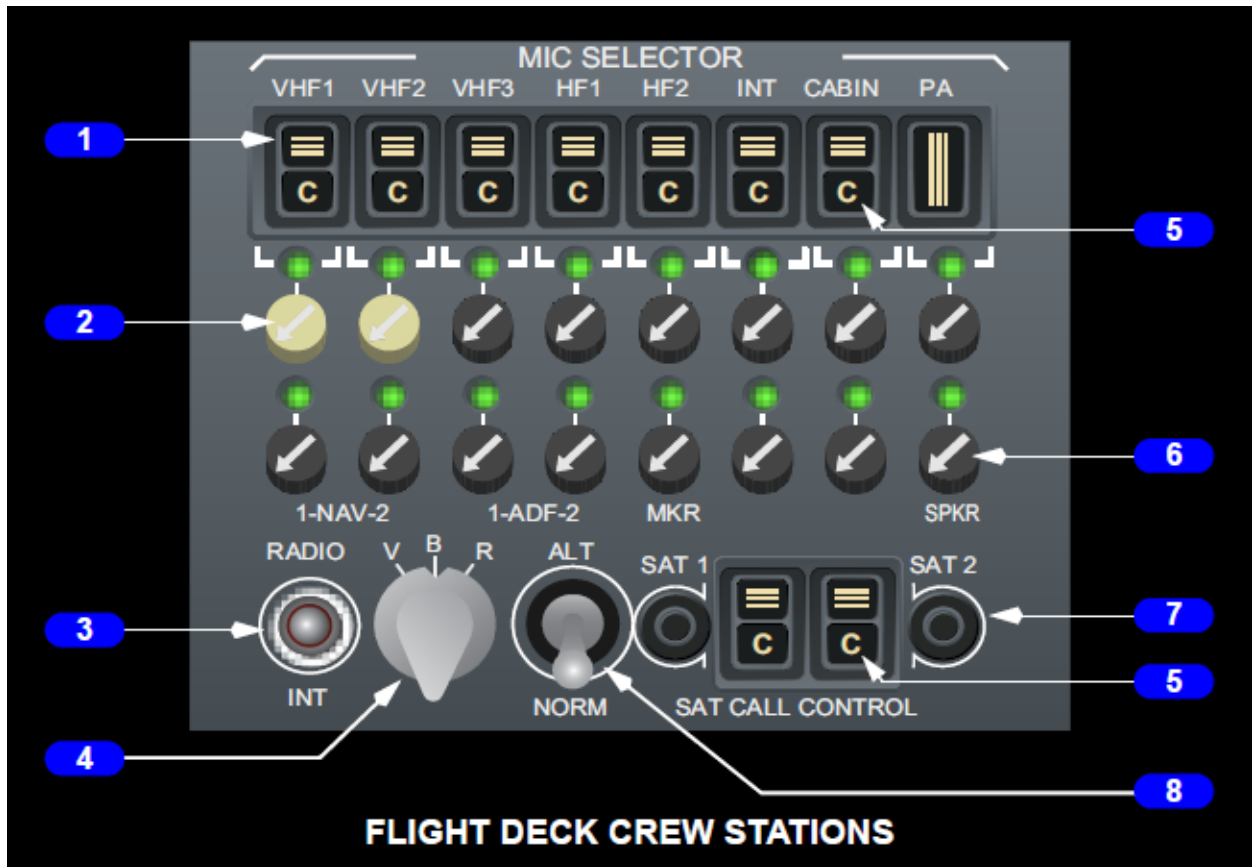 MIC SELECTOR
VHF1 VHF2 VHF3 HF1 HF2 INT CABIN PA
1
C C C C C C C
5
2
6
1-NAV-2 1-ADF-2 MKR SPKR
RADIO V B R ALT SAT 1 SAT 2
3
7
C C
5
INT NORM SAT CALL CONTROL
4
8
FLIGHT DECK CREW STATIONS